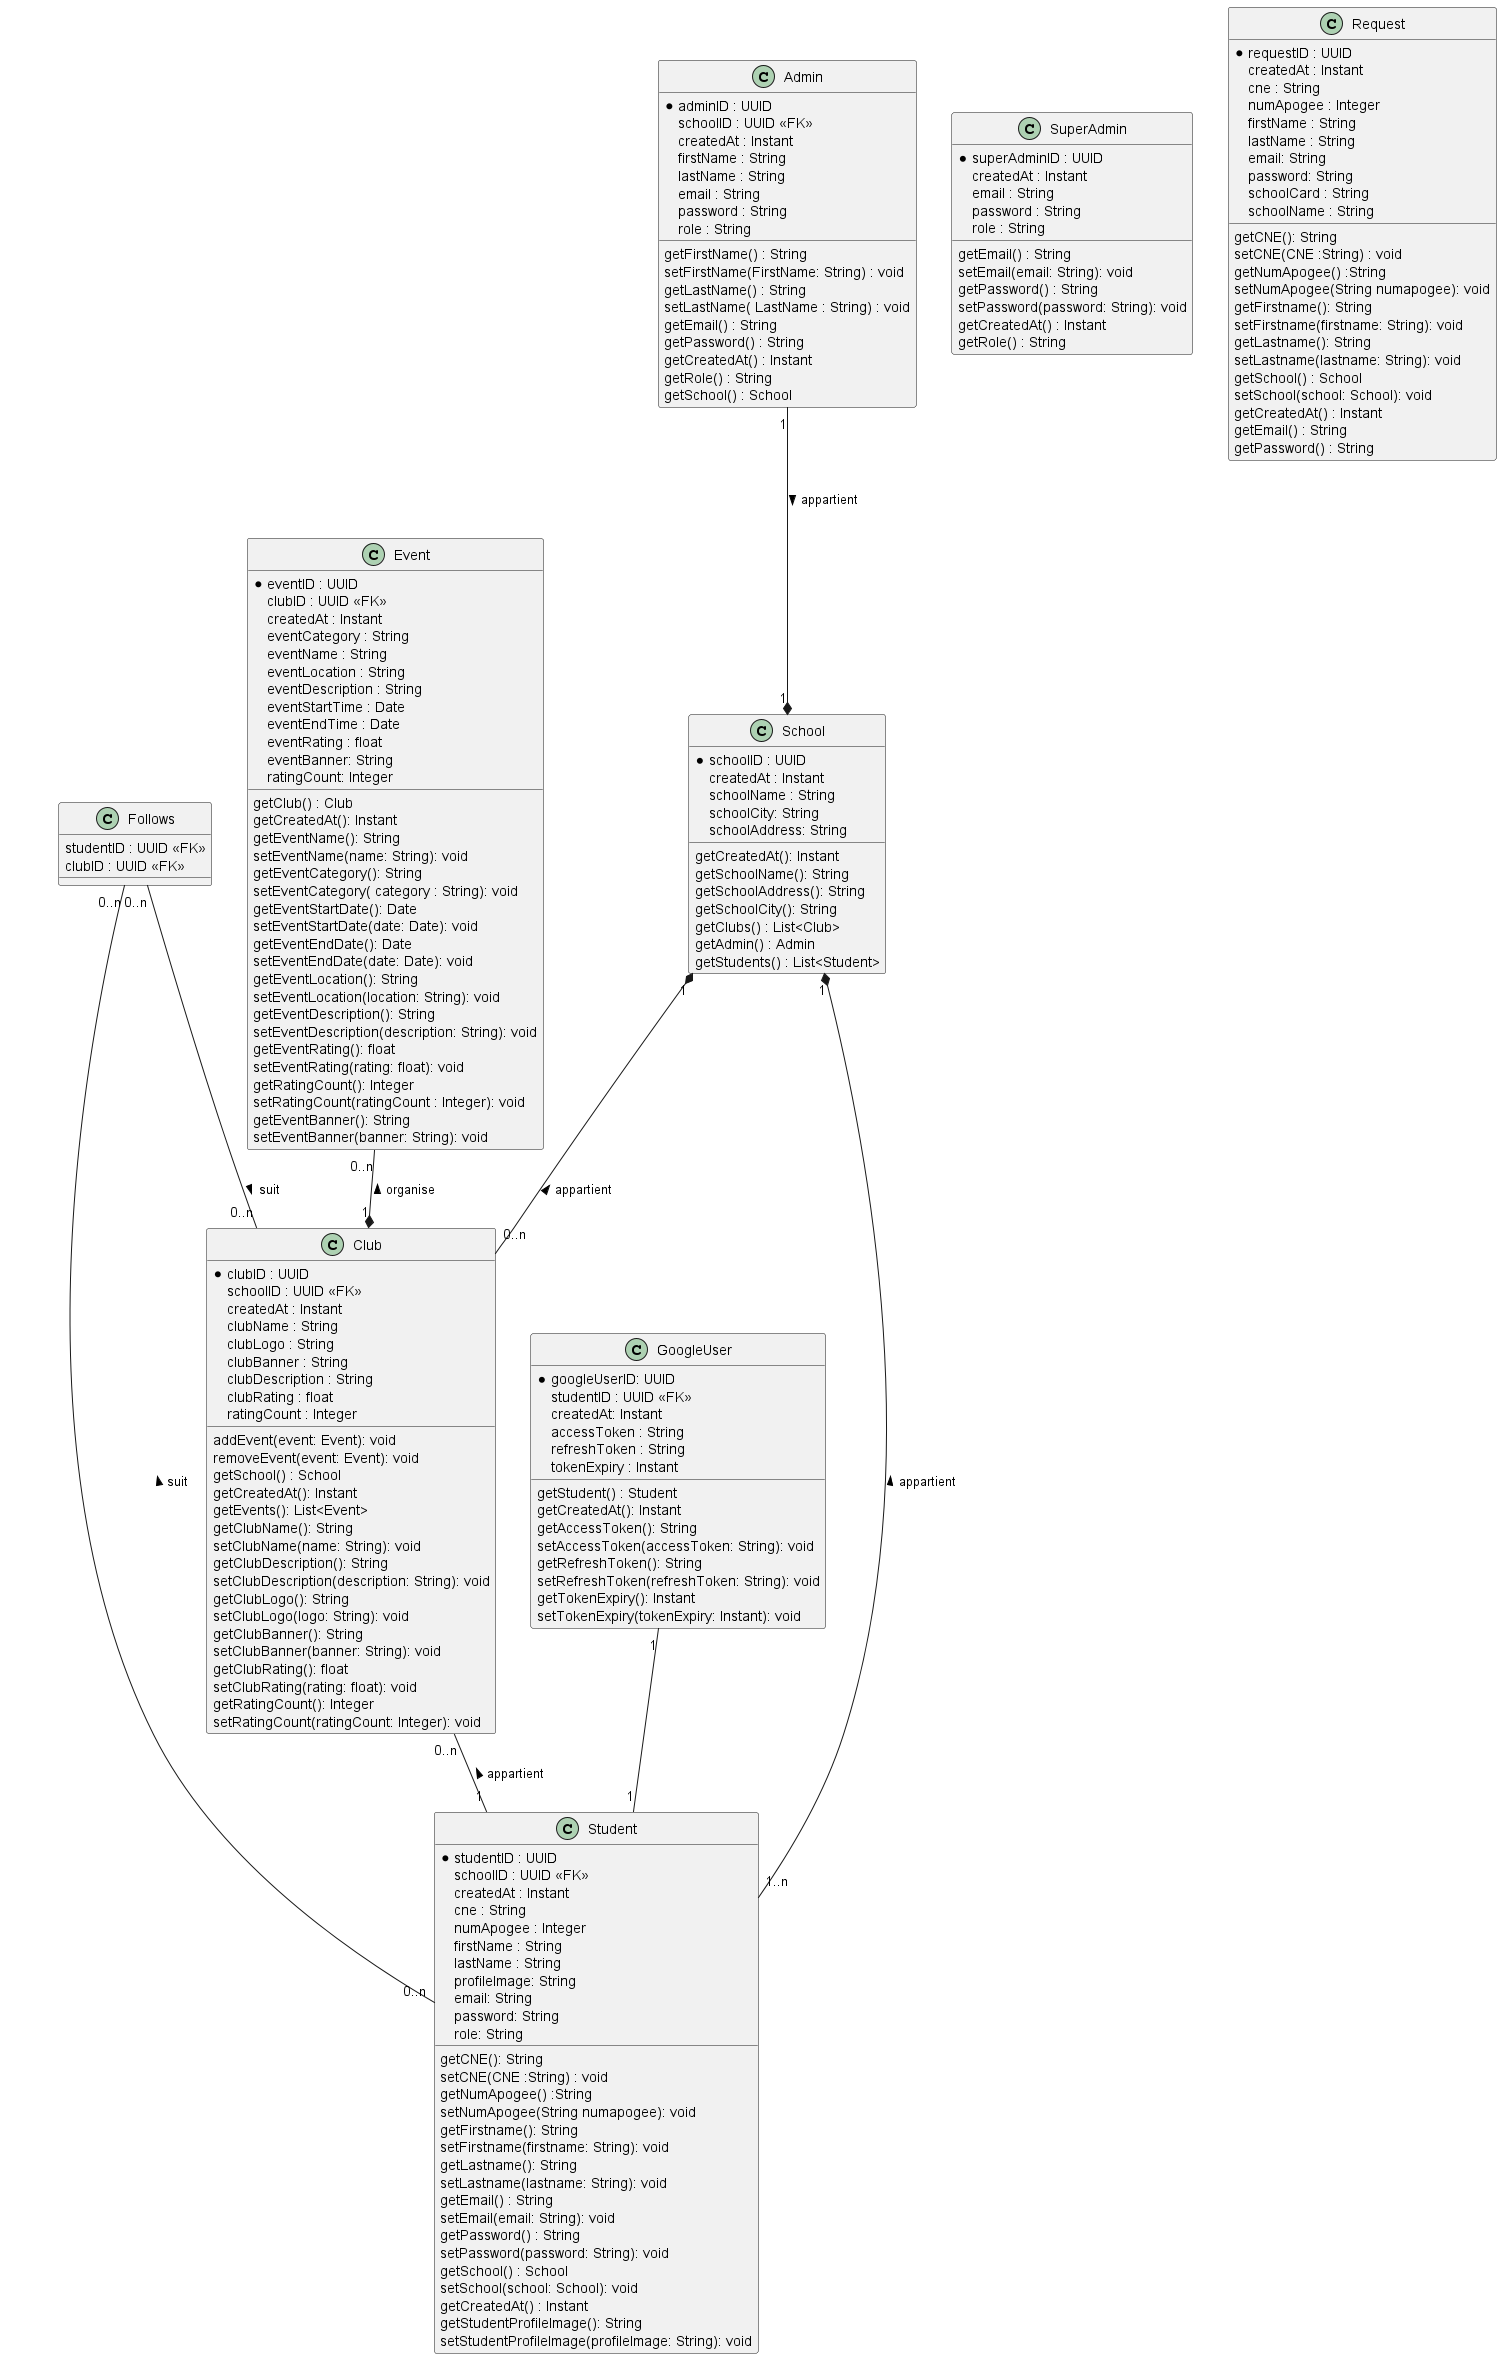 Request
requestID : UUID
createdAt : Instant
cne : String
numApogee : Integer
firstName : String
lastName : String
email: String
password: String
schoolCard : String
schoolName : String
getCNE(): String
setCNE(CNE :String) : void
getNumApogee() :String
setNumApogee(String numapogee): void
getFirstname(): String
setFirstname(firstname: String): void
getLastname(): String
setLastname(lastname: String): void
getSchool() : School
setSchool(school: School): void
getCreatedAt() : Instant
getEmail() : String
getPassword() : String
Admin
adminID : UUID
schoolID : UUID «FK»
createdAt : Instant
firstName : String
lastName : String
email : String
password : String
role : String
getFirstName() : String
setFirstName(FirstName: String) : void
getLastName() : String
setLastName( LastName : String) : void
getEmail() : String
getPassword() : String
getCreatedAt() : Instant
getRole() : String
getSchool() : School
SuperAdmin
superAdminID : UUID
createdAt : Instant
email : String
password : String
role : String
getEmail() : String
setEmail(email: String): void
getPassword() : String
setPassword(password: String): void
getCreatedAt() : Instant
getRole() : String
1
appartient
1
Event
eventID : UUID
clubID : UUID «FK»
createdAt : Instant
eventCategory : String
eventName : String
eventLocation : String
eventDescription : String
eventStartTime : Date
eventEndTime : Date
eventRating : float
eventBanner: String
ratingCount: Integer
getClub() : Club
getCreatedAt(): Instant
getEventName(): String
setEventName(name: String): void
getEventCategory(): String
setEventCategory( category : String): void
getEventStartDate(): Date
setEventStartDate(date: Date): void
getEventEndDate(): Date
setEventEndDate(date: Date): void
getEventLocation(): String
setEventLocation(location: String): void
getEventDescription(): String
setEventDescription(description: String): void
getEventRating(): float
setEventRating(rating: float): void
getRatingCount(): Integer
setRatingCount(ratingCount : Integer): void
getEventBanner(): String
setEventBanner(banner: String): void
School
schoolID : UUID
createdAt : Instant
schoolName : String
schoolCity: String
schoolAddress: String
getCreatedAt(): Instant
getSchoolName(): String
getSchoolAddress(): String
getSchoolCity(): String
getClubs() : List<Club>
getAdmin() : Admin
getStudents() : List<Student>
Follows
studentID : UUID «FK»
clubID : UUID «FK»
0..n
0..n
1
1
0..n
suit
organise
appartient
0..n
1
0..n
Club
clubID : UUID
schoolID : UUID «FK»
createdAt : Instant
clubName : String
clubLogo : String
clubBanner : String
clubDescription : String
clubRating : float
ratingCount : Integer
addEvent(event: Event): void
removeEvent(event: Event): void
getSchool() : School
getCreatedAt(): Instant
getEvents(): List<Event>
getClubName(): String
setClubName(name: String): void
getClubDescription(): String
setClubDescription(description: String): void
getClubLogo(): String
setClubLogo(logo: String): void
getClubBanner(): String
setClubBanner(banner: String): void
getClubRating(): float
setClubRating(rating: float): void
getRatingCount(): Integer
setRatingCount(ratingCount: Integer): void
GoogleUser
googleUserID: UUID
studentID : UUID «FK»
createdAt: Instant
accessToken : String
refreshToken : String
tokenExpiry : Instant
getStudent() : Student
getCreatedAt(): Instant
getAccessToken(): String
setAccessToken(accessToken: String): void
getRefreshToken(): String
setRefreshToken(refreshToken: String): void
getTokenExpiry(): Instant
setTokenExpiry(tokenExpiry: Instant): void
suit
appartient
1
0..n
appartient
1
1
Student
studentID : UUID
schoolID : UUID «FK»
createdAt : Instant
cne : String
numApogee : Integer
firstName : String
lastName : String
profileImage: String
email: String
password: String
role: String
getCNE(): String
setCNE(CNE :String) : void
getNumApogee() :String
setNumApogee(String numapogee): void
getFirstname(): String
setFirstname(firstname: String): void
getLastname(): String
setLastname(lastname: String): void
getEmail() : String
setEmail(email: String): void
getPassword() : String
setPassword(password: String): void
getSchool() : School
setSchool(school: School): void
getCreatedAt() : Instant
getStudentProfileImage(): String
setStudentProfileImage(profileImage: String): void
1..n
0..n